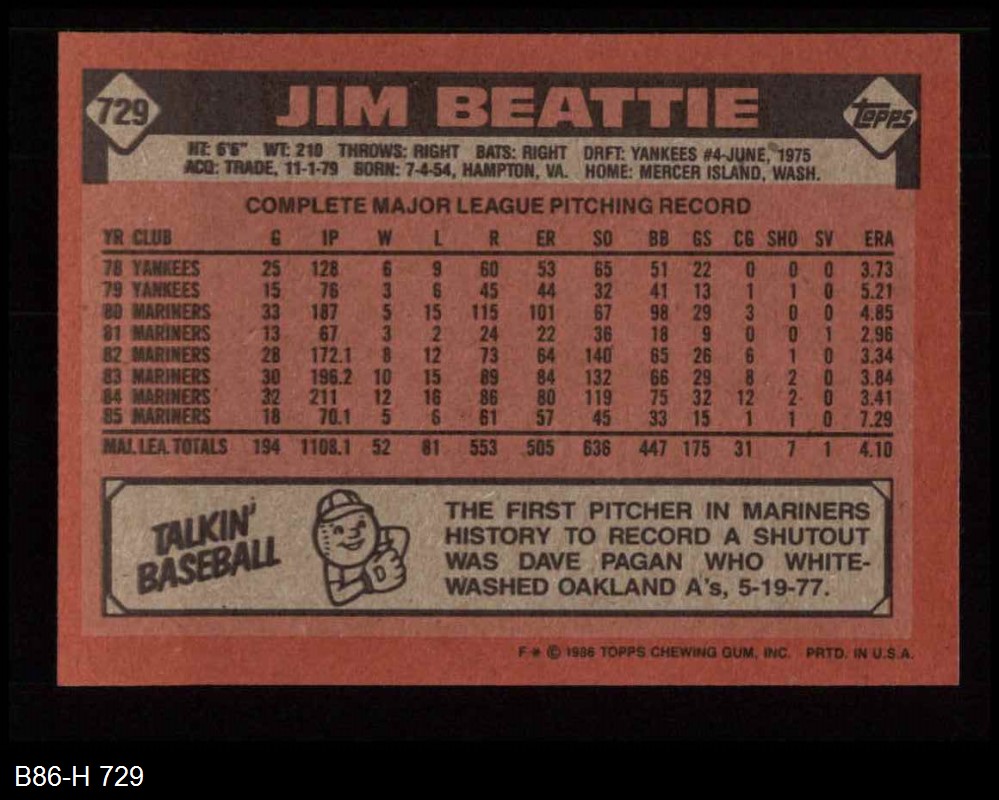 729 JIM BEATTIE Topps
HT: 6'6" WT: 210 THROWS: RIGHT BATS: RIGHT DRFT: YANKEES #4-JUNE, 1975
ACQ: TRADE, 11-1-79 BORN: 7-4-54, HAMPTON, VA. HOME: MERCER ISLAND, WASH.
COMPLETE MAJOR LEAGUE PITCHING RECORD
YR CLUB G IP W L R ER SO BB GS CG SHO SV ERA
78 YANKEES 25 128 6 9 60 53 65 51 22 0 0 0 3.73
79 YANKEES 15 76 3 6 45 44 32 41 13 1 1 0 5.21
80 MARINERS 33 187 5 15 115 101 67 98 29 3 0 0 4.85
81 MARINERS 13 67 3 2 24 22 36 18 9 0 0 1 2.96
82 MARINERS 28 172.1 8 12 73 64 140 65 26 6 1 0 3.34
83 MARINERS 30 196.2 10 15 89 84 132 66 29 8 2 0 3.84
84 MARINERS 32 211 12 16 86 80 119 75 32 12 2 0 3.41
85 MARINERS 18 70.1 5 6 61 57 45 33 15 1 1 0 7.29
MAJ. LEA. TOTALS 194 1108.1 52 81 553 505 636 447 175 31 7 1 4.10
TALKIN'
BASEBALL
THE FIRST PITCHER IN MARINERS
HISTORY TO RECORD A SHUTOUT
WAS DAVE PAGAN WHO WHITE-
WASHED OAKLAND A's, 5-19-77.
F * © 1986 TOPPS CHEWING GUM, INC. PRTD. IN U.S.A.
B86-H 729